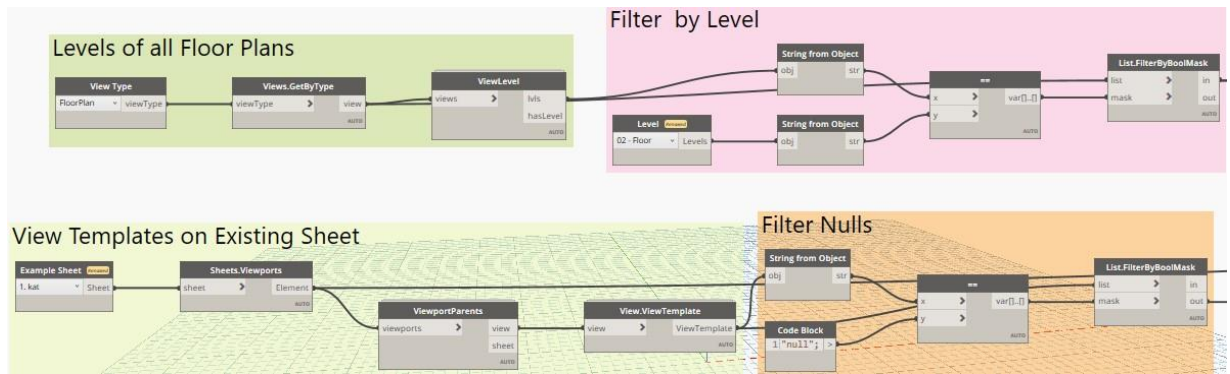 Levels of all Floor Plans
View Type
FloorPlan viewType
Views.GetByType
viewType > view
AUTO
ViewLevel
views > lvls
hasLevel
AUTO
Filter by Level
String from Object
obj str
Level Renamed
02 - Floor Levels
String from Object
obj str
==
x > var[]..[]
y >
AUTO
List.FilterByBoolMask
list > in
mask > out
AUTO
View Templates on Existing Sheet
Example Sheet Renamed
1. kat Sheet
Sheets.Viewports
sheet > Element
AUTO
ViewportParents
viewports > view
sheet
AUTO
View.ViewTemplate
view > ViewTemplate
AUTO
Filter Nulls
String from Object
obj str
Code Block
1 "null"; >
==
x > var[]..[]
y >
AUTO
List.FilterByBoolMask
list > in
mask > out
AUTO